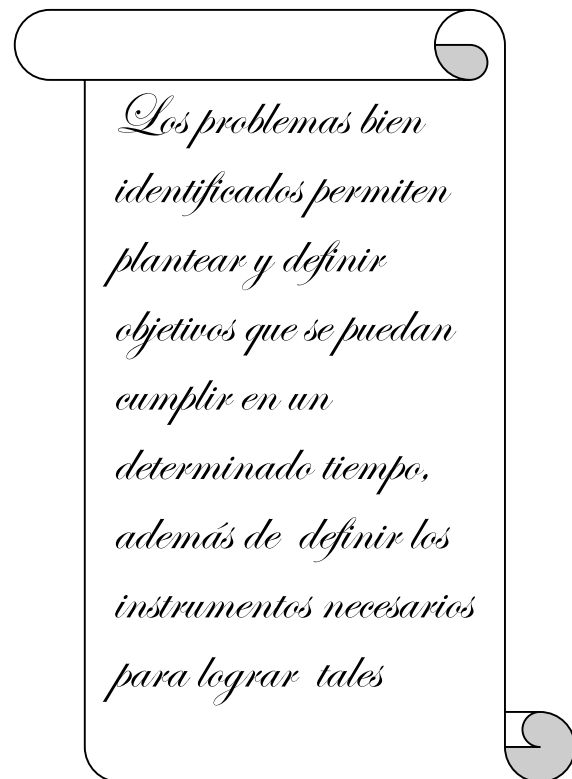 Los problemas bien
identificados permiten
plantear y definir
objetivos que se puedan
cumplir en un
determinado tiempo,
además de definir los
instrumentos necesarios
para lograr tales